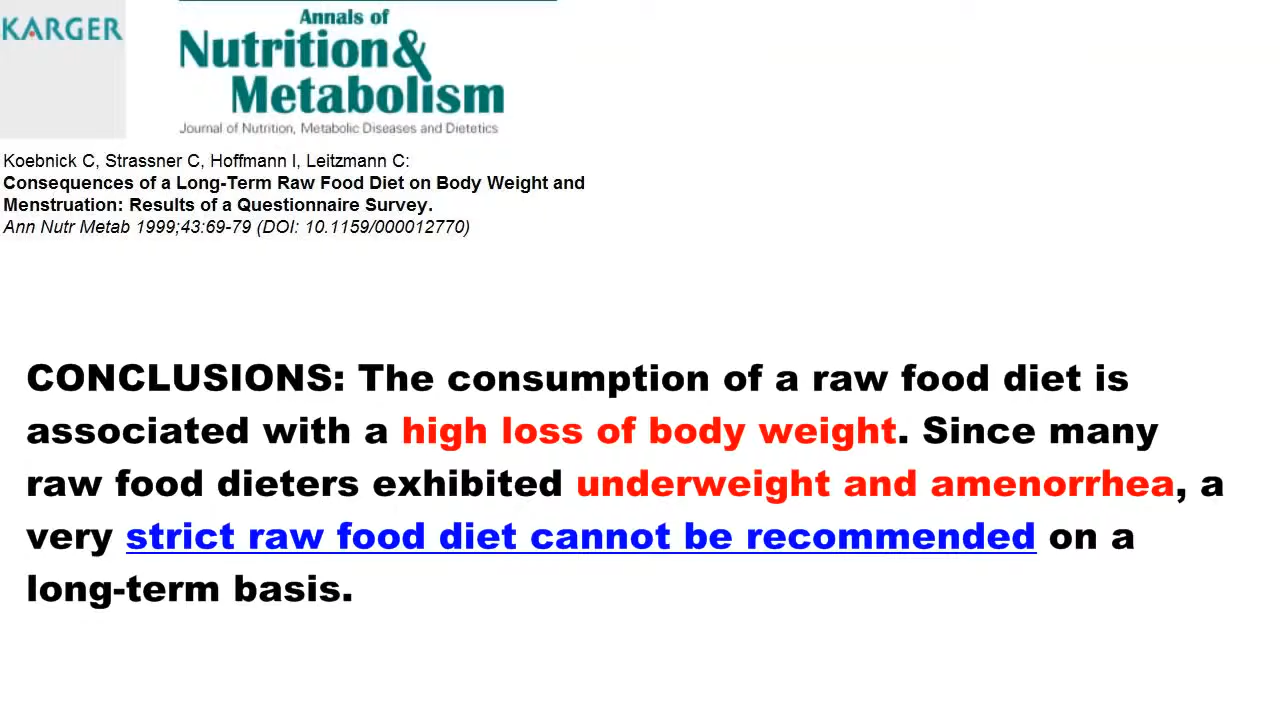 KARGER
Annals of
Nutrition&
Metabolism
Journal of Nutrition, Metabolic Diseases and Dietetics
Koebnick C, Strassner C, Hoffmann I, Leitzmann C:
Consequences of a Long-Term Raw Food Diet on Body Weight and
Menstruation: Results of a Questionnaire Survey.
Ann Nutr Metab 1999;43:69-79 (DOI: 10.1159/000012770)
CONCLUSIONS: The consumption of a raw food diet is
associated with a high loss of body weight. Since many
raw food dieters exhibited underweight and amenorrhea, a
very strict raw food diet cannot be recommended on a
long-term basis.